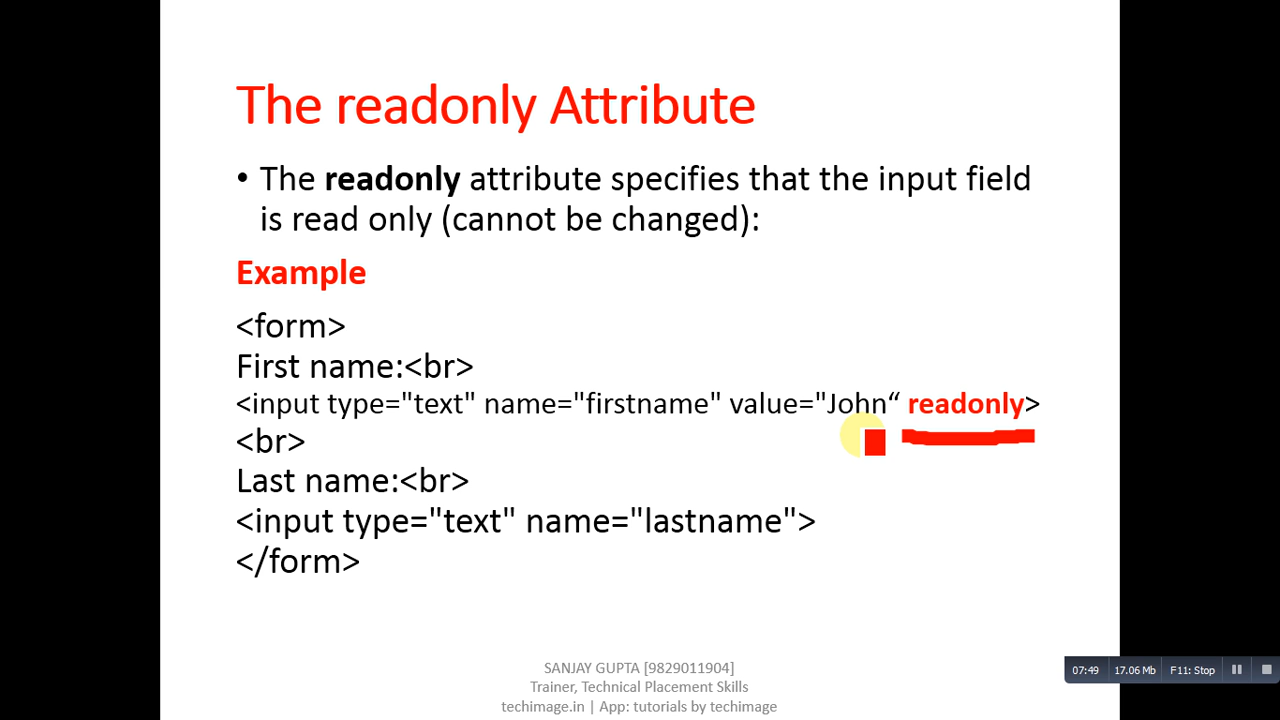 The readonly Attribute
• The readonly attribute specifies that the input field
is read only (cannot be changed):
Example
<form>
First name:<br>
<input type="text" name="firstname" value="John“ readonly>
<br>
Last name:<br>
<input type="text" name="lastname">
</form>
SANJAY GUPTA [9829011904]
Trainer, Technical Placement Skills
techimage.in | App: tutorials by techimage
07:49 17.06 Mb F11: Stop